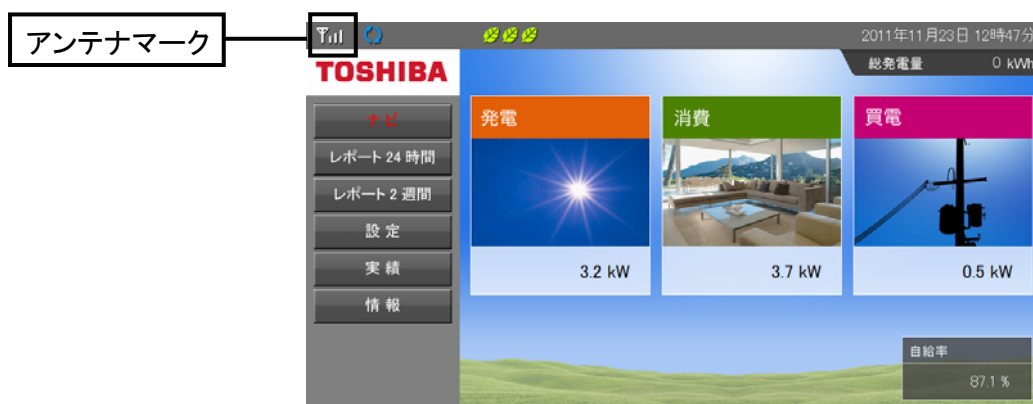 アンテナマーク
2011年11月23日 12時47分
TOSHIBA
総発電量 0 kWh
ナビ
レポート 24 時間
レポート 2 週間
設 定
実 績
情 報
発電
消費
買電
3.2 kW
3.7 kW
0.5 kW
自給率
87.1 %